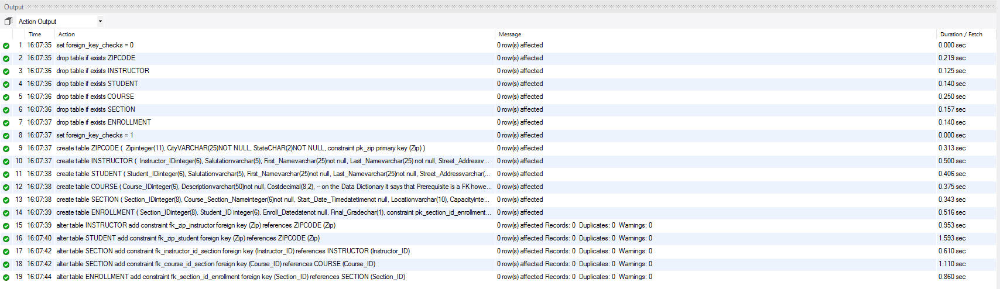 Output
Action Output
Time Action Message Duration / Fetch
1 16:07:35 set foreign_key_checks = 0 0 row(s) affected 0.000 sec
2 16:07:35 drop table if exists ZIPCODE 0 row(s) affected 0.219 sec
3 16:07:36 drop table if exists INSTRUCTOR 0 row(s) affected 0.125 sec
4 16:07:36 drop table if exists STUDENT 0 row(s) affected 0.140 sec
5 16:07:36 drop table if exists COURSE 0 row(s) affected 0.250 sec
6 16:07:36 drop table if exists SECTION 0 row(s) affected 0.157 sec
7 16:07:37 drop table if exists ENROLLMENT 0 row(s) affected 0.140 sec
8 16:07:37 set foreign_key_checks = 1 0 row(s) affected 0.000 sec
9 16:07:37 create table ZIPCODE ( Zipinteger(11), CityVARCHAR(25)NOT NULL, StateCHAR(2)NOT NULL, constraint pk_zip primary key (Zip) ) 0 row(s) affected 0.313 sec
10 16:07:37 create table INSTRUCTOR ( Instructor_IDinteger(6), Salutationvarchar(5), First_Namevarchar(25)not null, Last_Namevarchar(25) not null, Street_Addressv... 0 row(s) affected 0.500 sec
11 16:07:38 create table STUDENT ( Student_IDinteger(6), Salutationvarchar(5), First_Namevarchar(25)not null, Last_Namevarchar(25)not null, Street_Addressvarchar(... 0 row(s) affected 0.406 sec
12 16:07:38 create table COURSE ( Course_IDinteger(6), Descriptionvarchar(50)not null, Costdecimal(8,2), -- on the Data Dictionary it says that Prerequisite is a FK howe... 0 row(s) affected 0.375 sec
13 16:07:38 create table SECTION ( Section_IDinteger(8), Course_Section_Nameinteger(6)not null, Start_Date_Timedatetimenot null, Locationvarchar(10), Capacityinte... 0 row(s) affected 0.343 sec
14 16:07:39 create table ENROLLMENT ( Section_IDinteger(8), Student_ID integer(6), Enroll_Datedatenot null, Final_Gradechar(1), constraint pk_section_id_enrollment... 0 row(s) affected 0.516 sec
15 16:07:39 alter table INSTRUCTOR add constraint fk_zip_instructor foreign key (Zip) references ZIPCODE (Zip) 0 row(s) affected Records: 0 Duplicates: 0 Warnings: 0 0.953 sec
16 16:07:40 alter table STUDENT add constraint fk_zip_student foreign key (Zip) references ZIPCODE (Zip) 0 row(s) affected Records: 0 Duplicates: 0 Warnings: 0 1.593 sec
17 16:07:42 alter table SECTION add constraint fk_instructor_id_section foreign key (Instructor_ID) references INSTRUCTOR (Instructor_ID) 0 row(s) affected Records: 0 Duplicates: 0 Warnings: 0 0.610 sec
18 16:07:42 alter table SECTION add constraint fk_course_id_section foreign key (Course_ID) references COURSE (Course_ID) 0 row(s) affected Records: 0 Duplicates: 0 Warnings: 0 1.110 sec
19 16:07:44 alter table ENROLLMENT add constraint fk_section_id_enrollment foreign key (Section_ID) references SECTION (Section_ID) 0 row(s) affected Records: 0 Duplicates: 0 Warnings: 0 0.860 sec